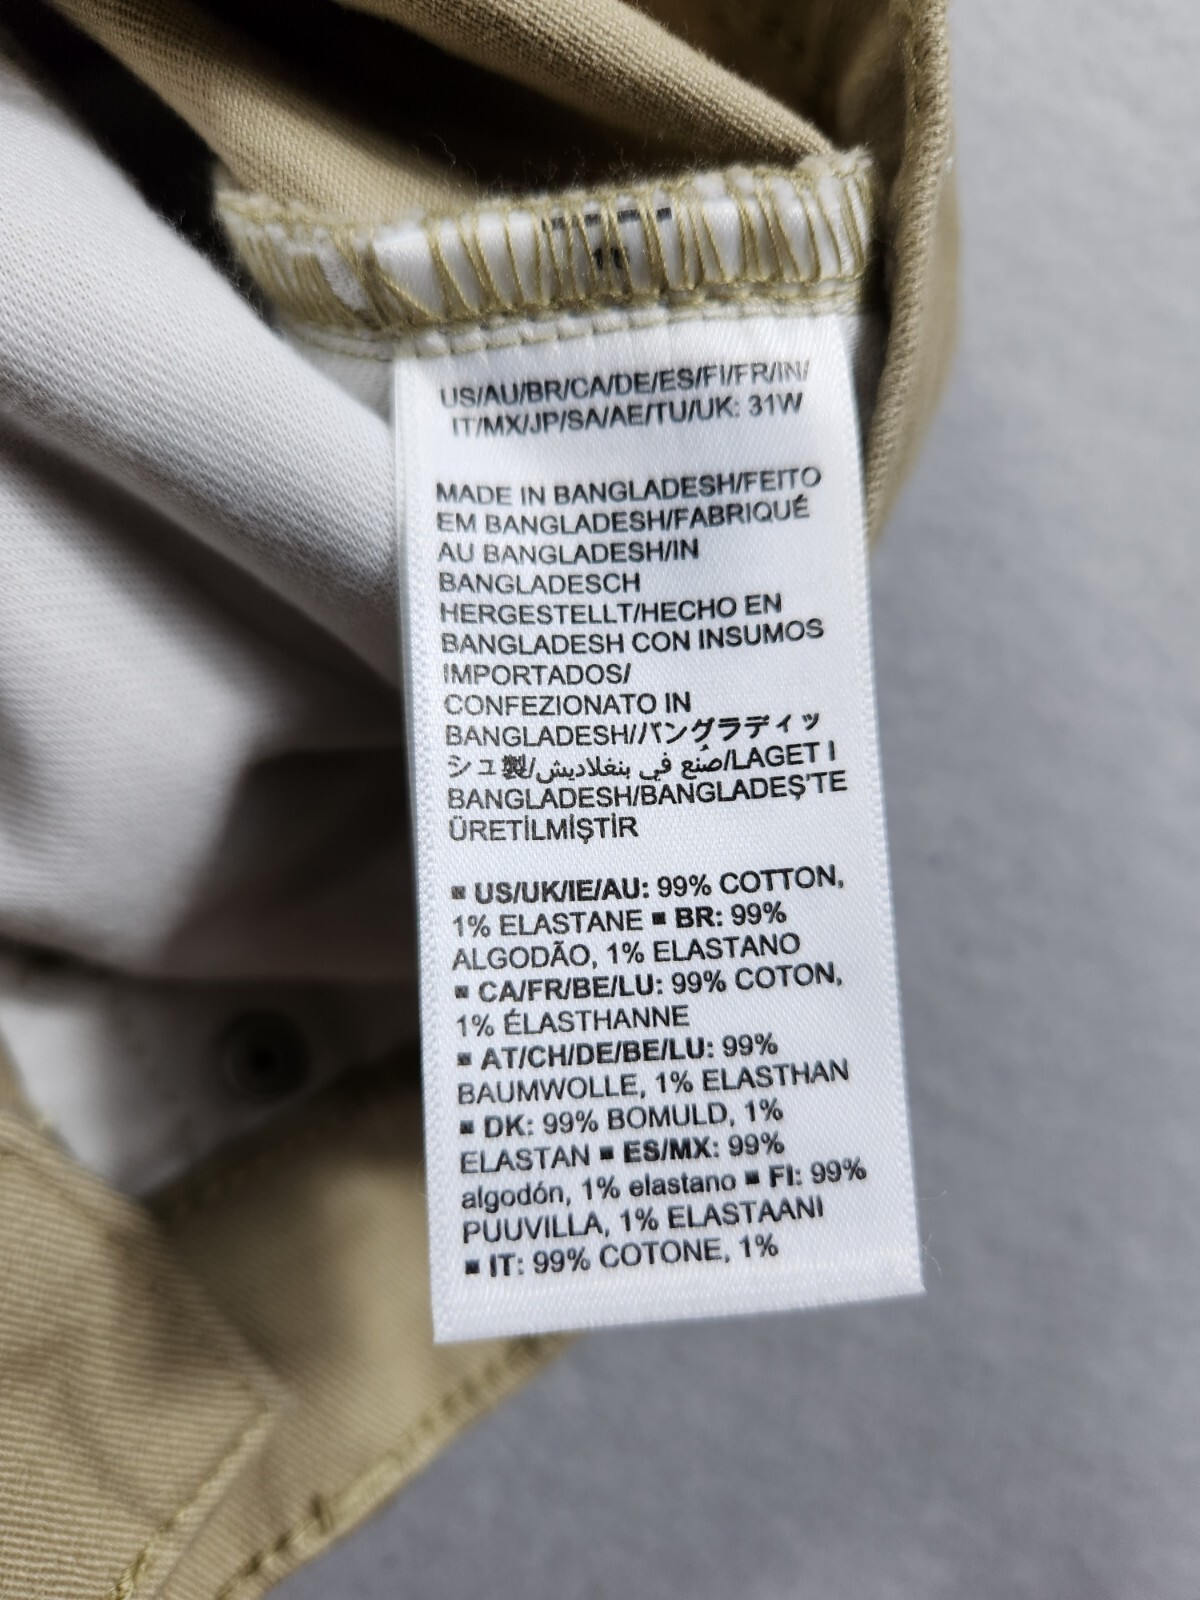 US/AU/BR/CA/DE/ES/FI/FR/IN/
IT/MX/JP/SA/AE/TU/UK: 31W
MADE IN BANGLADESH/FEITO
EM BANGLADESH/FABRIQUÉ
AU BANGLADESH/IN
BANGLADESCH
HERGESTELLT/HECHO EN
BANGLADESH CON INSUMOS
IMPORTADOS/
CONFEZIONATO IN
BANGLADESH/バングラディッ
シュ製/صُنع في بنغلاديش/LAGET I
BANGLADESH/BANGLADEŞ'TE
ÜRETİLMİŞTİR
▪ US/UK/IE/AU: 99% COTTON,
1% ELASTANE ▪ BR: 99%
ALGODÃO, 1% ELASTANO
▪ CA/FR/BE/LU: 99% COTON,
1% ÉLASTHANNE
▪ AT/CH/DE/BE/LU: 99%
BAUMWOLLE, 1% ELASTHAN
▪ DK: 99% BOMULD, 1%
ELASTAN ▪ ES/MX: 99%
algodón, 1% elastano ▪ FI: 99%
PUUVILLA, 1% ELASTAANI
▪ IT: 99% COTONE, 1%